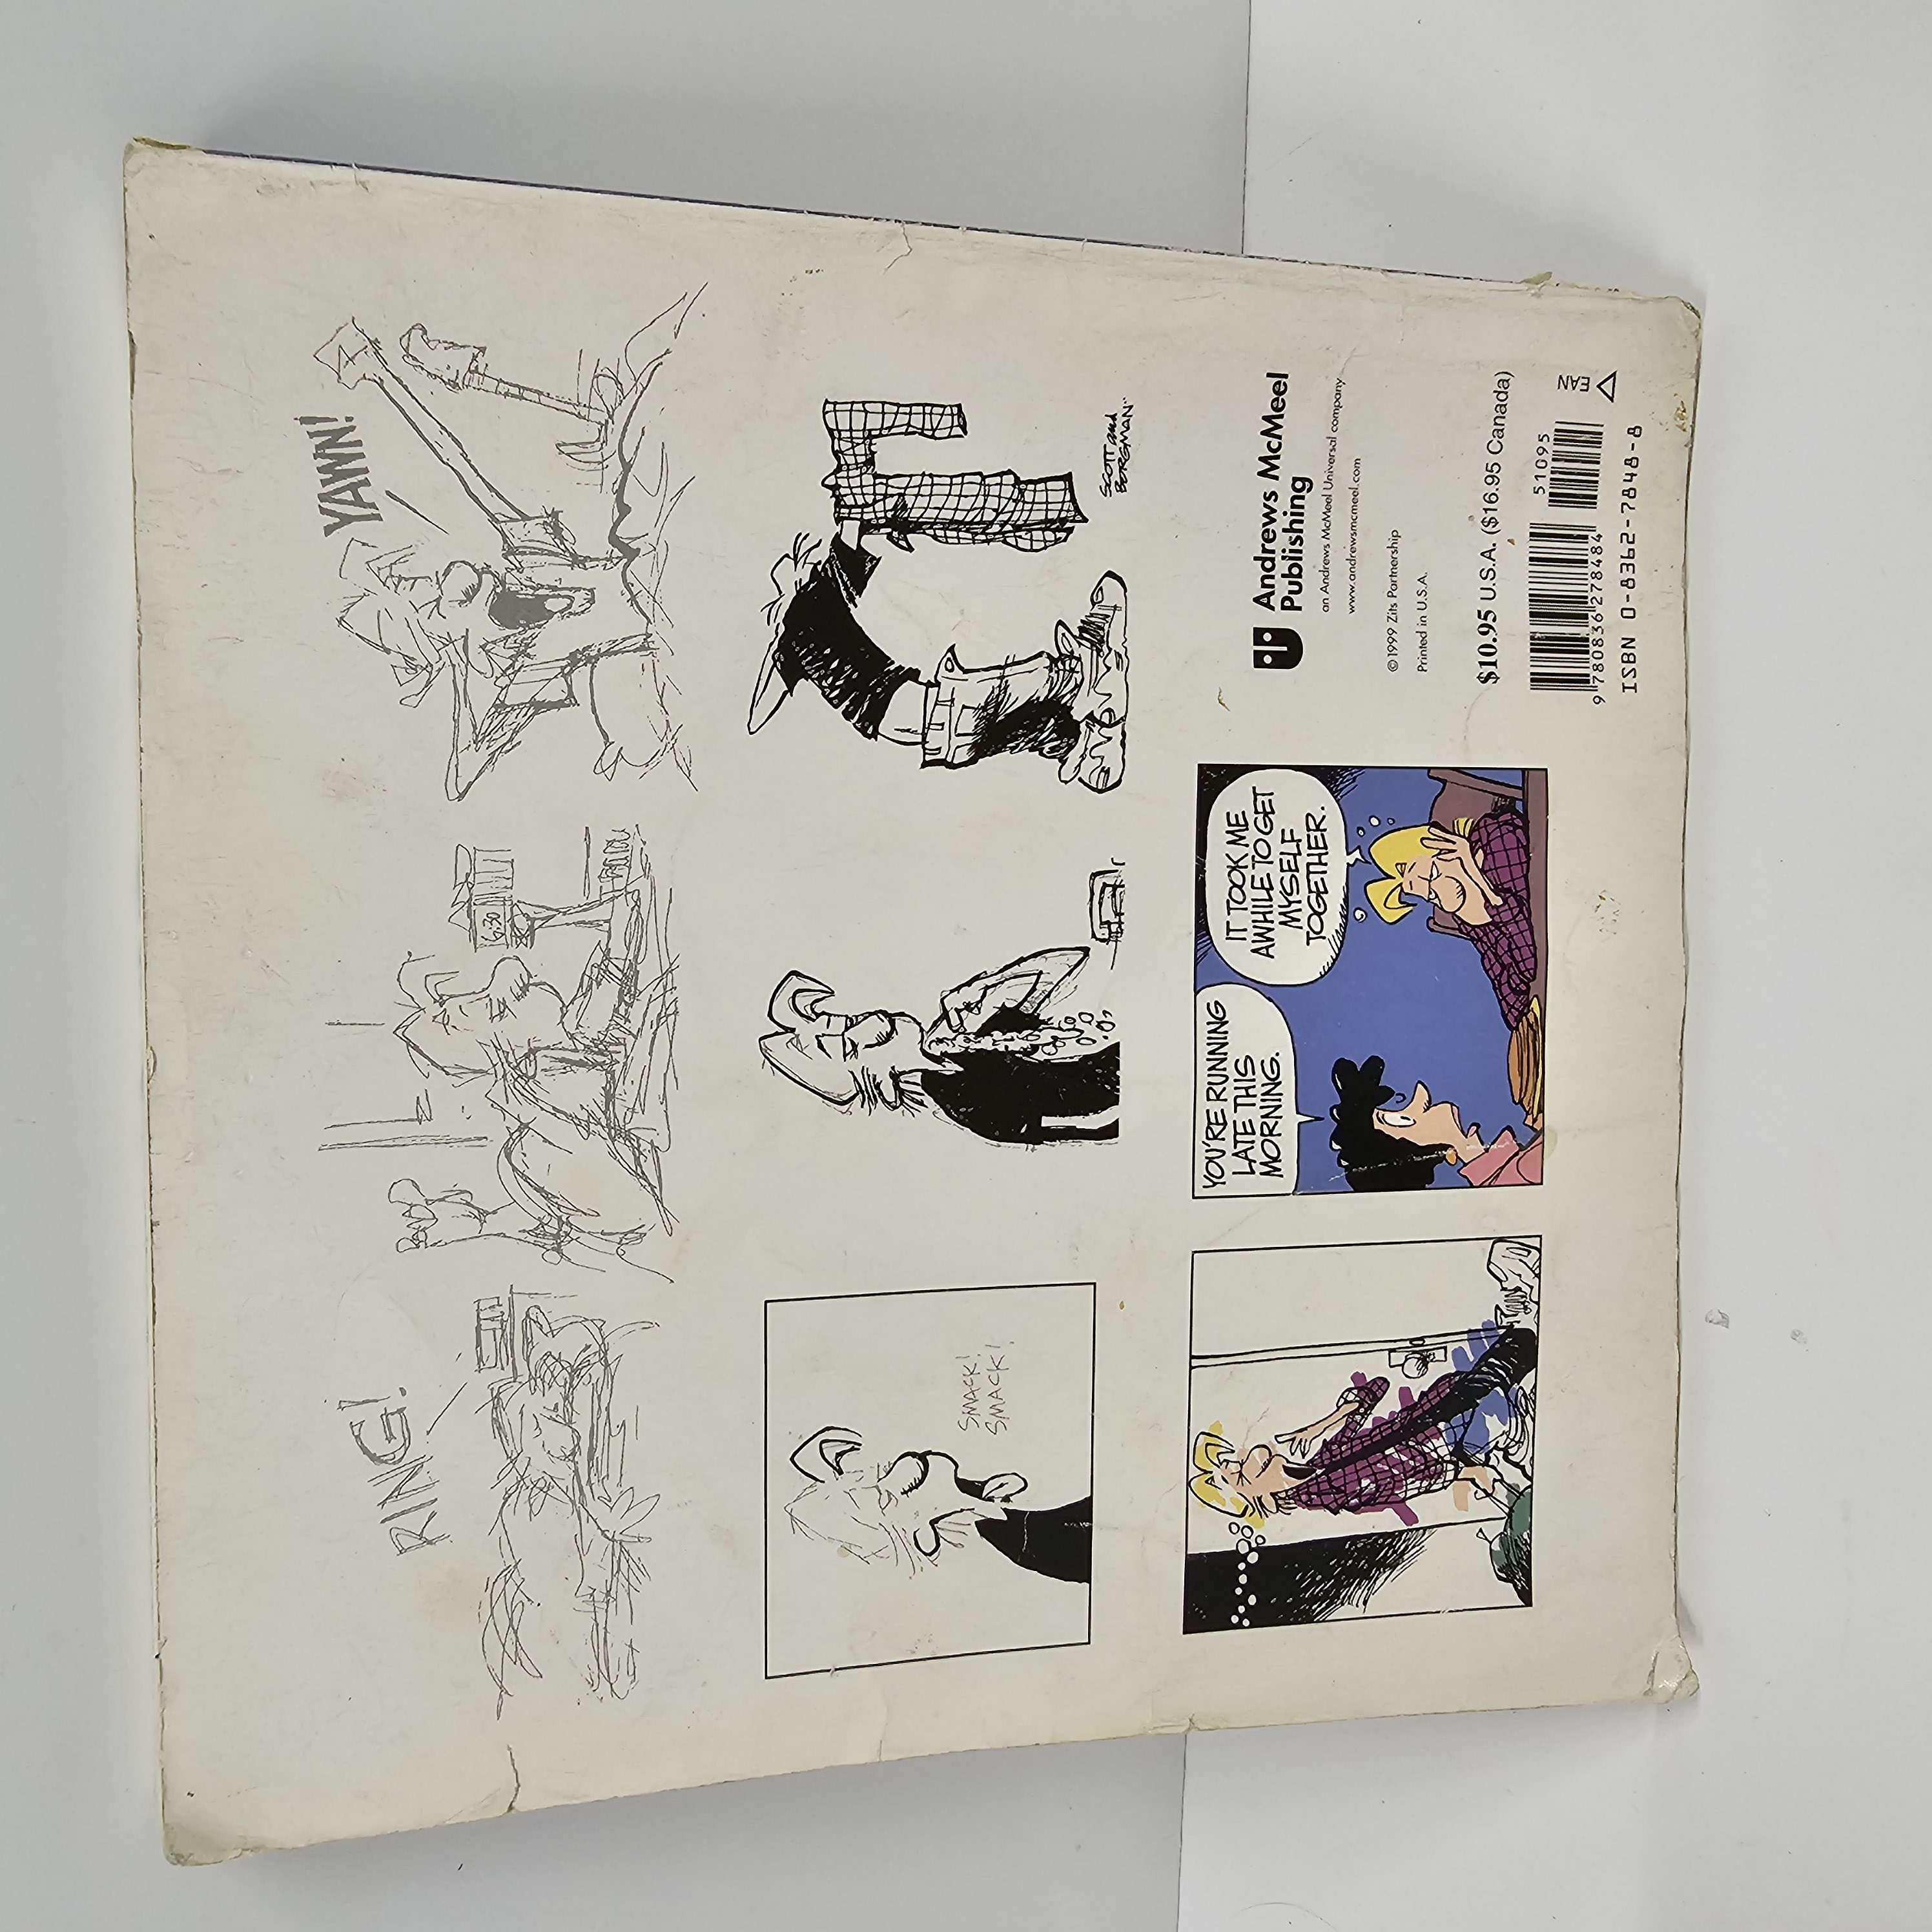 RING!
6:30
YAWN!
SMACK!
SMACK!
SCOTT and
BORGMAN
YOU'RE RUNNING
LATE THIS
MORNING.
IT TOOK ME
AWHILE TO GET
MYSELF
TOGETHER.
Andrews McMeel
Publishing
an Andrews McMeel Universal company
www.andrewsmcmeel.com
©1999 Zits Partnership
Printed in U.S.A.
$10.95 U.S.A. ($16.95 Canada)
51095
EAN
9 780836 278484
ISBN 0-8362-7848-8